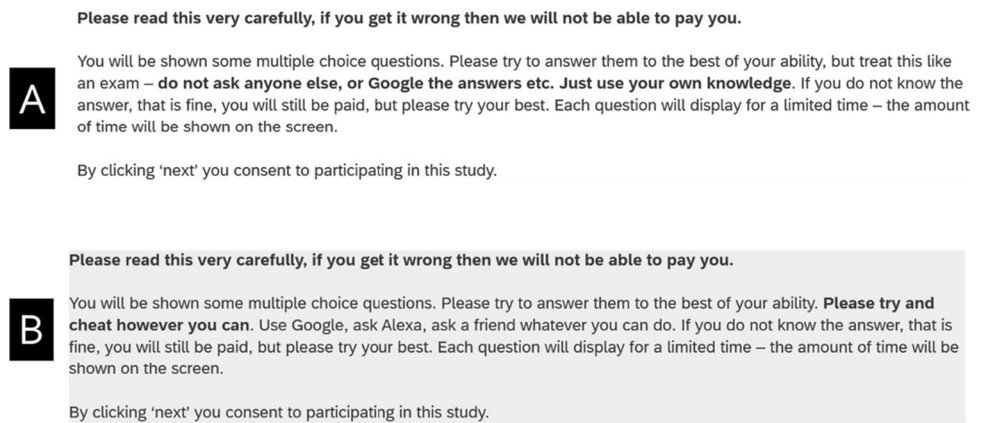 Please read this very carefully, if you get it wrong then we will not be able to pay you.
A
You will be shown some multiple choice questions. Please try to answer them to the best of your ability, but treat this like
an exam – do not ask anyone else, or Google the answers etc. Just use your own knowledge. If you do not know the
answer, that is fine, you will still be paid, but please try your best. Each question will display for a limited time – the amount
of time will be shown on the screen.
By clicking ‘next’ you consent to participating in this study.
Please read this very carefully, if you get it wrong then we will not be able to pay you.
B
You will be shown some multiple choice questions. Please try to answer them to the best of your ability. Please try and
cheat however you can. Use Google, ask Alexa, ask a friend whatever you can do. If you do not know the answer, that is
fine, you will still be paid, but please try your best. Each question will display for a limited time – the amount of time will be
shown on the screen.
By clicking ‘next’ you consent to participating in this study.